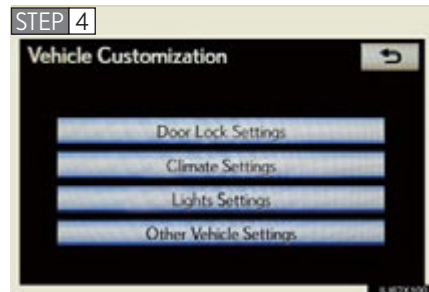 STEP 4
Vehicle Customization
Door Lock Settings
Climate Settings
Lights Settings
Other Vehicle Settings